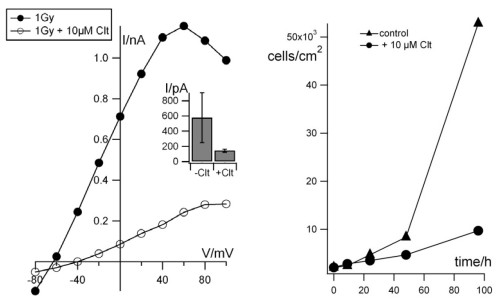 1Gy
1Gy + 10µM Clt
I/nA
1.0
0.8
0.6
0.4
0.2
-80
-40
40
80
V/mV
I/pA
800
600
400
200
0
-Clt +Clt
50x10³
cells/cm²
40
30
20
10
control
+ 10 µM Clt
0 20 40 60 80 100
time/h